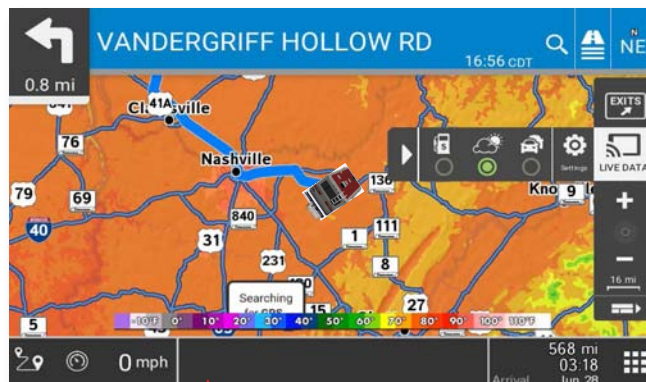 VANDERGRIFF HOLLOW RD
16:56 CDT
NE
0.8 mi
41A
76
Nashville
136
Settings
EXITS
LIVE DATA
79
69
9
40
840
31
231
1
111
8
16 mi
Searching
for GPS
15
27
5
-10°F 0° 10° 20° 30° 40° 50° 60° 70° 80° 90° 100° 110°F
0 mph
568 mi
03:18
Arrival Jun 28